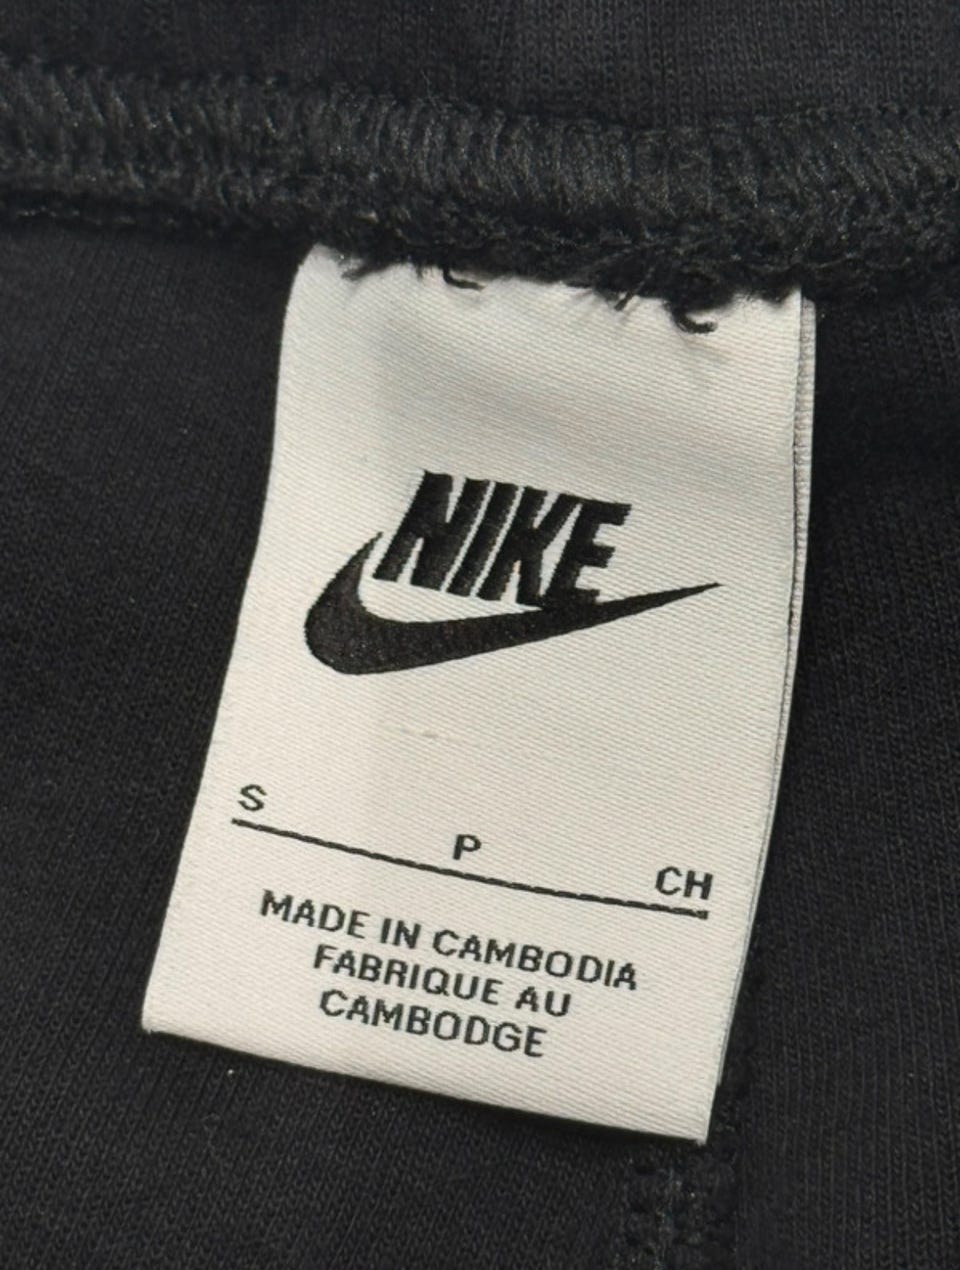 NIKE
S P CH
MADE IN CAMBODIA
FABRIQUE AU
CAMBODGE